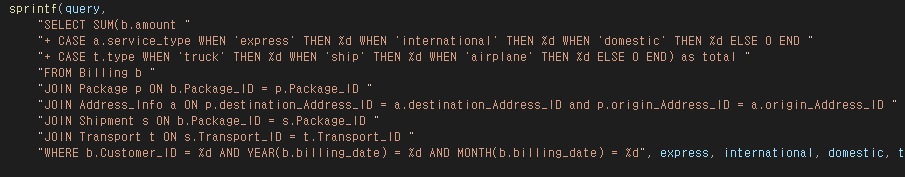 sprintf(query,
"SELECT SUM(b.amount "
"+ CASE a.service_type WHEN 'express' THEN %d WHEN 'international' THEN %d WHEN 'domestic' THEN %d ELSE 0 END "
"+ CASE t.type WHEN 'truck' THEN %d WHEN 'ship' THEN %d WHEN 'airplane' THEN %d ELSE 0 END) as total "
"FROM Billing b "
"JOIN Package p ON b.Package_ID = p.Package_ID "
"JOIN Address_Info a ON p.destination_Address_ID = a.destination_Address_ID and p.origin_Address_ID = a.origin_Address_ID "
"JOIN Shipment s ON b.Package_ID = s.Package_ID "
"JOIN Transport t ON s.Transport_ID = t.Transport_ID "
"WHERE b.Customer_ID = %d AND YEAR(b.billing_date) = %d AND MONTH(b.billing_date) = %d", express, international, domestic, t